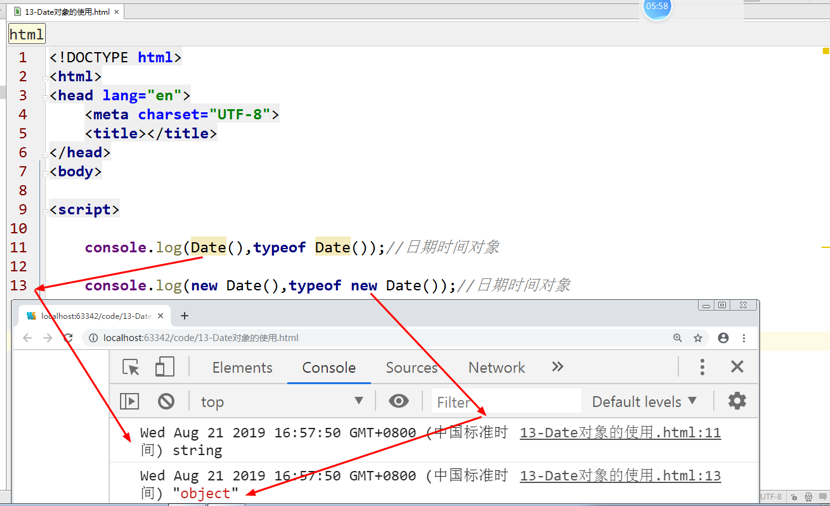 13-Date对象的使用.html ×
05:58
html
1 <!DOCTYPE html>
2 <html>
3 <head lang="en">
4 <meta charset="UTF-8">
5 <title></title>
6 </head>
7 <body>
8
9 <script>
10
11 console.log(Date(),typeof Date());//日期时间对象
12
13 console.log(new Date(),typeof new Date());//日期时间对象
localhost:63342/code/13-Date
localhost:63342/code/13-Date对象的使用.html
Elements Console Sources Network »
top Filter Default levels ▼
Wed Aug 21 2019 16:57:50 GMT+0800 (中国标准时 13-Date对象的使用.html:11
间) string
Wed Aug 21 2019 16:57:50 GMT+0800 (中国标准时 13-Date对象的使用.html:13
间) "object"
UTF-8